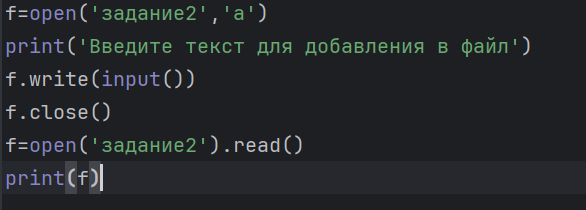 f=open('задание2','a')
print('Введите текст для добавления в файл')
f.write(input())
f.close()
f=open('задание2').read()
print(f)